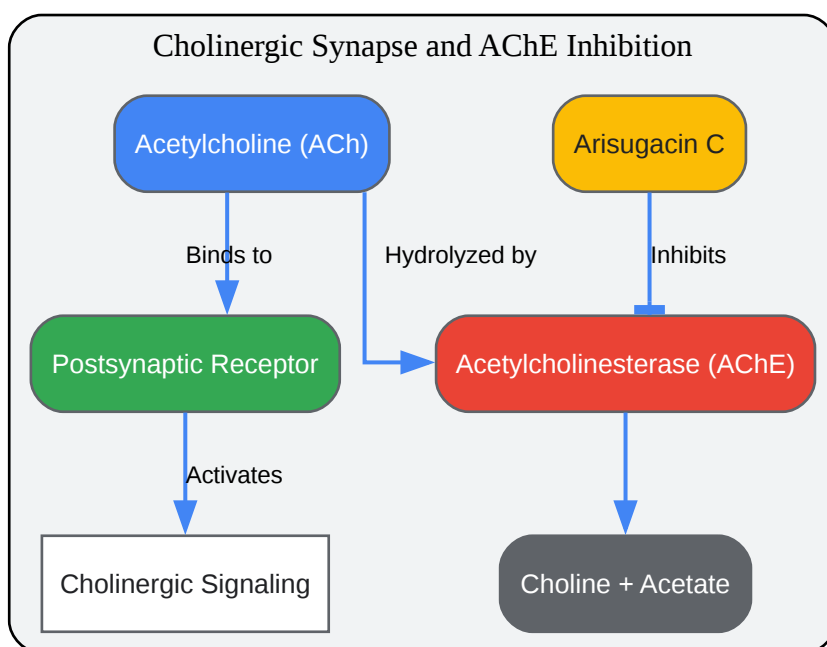 Cholinergic Synapse and AChE Inhibition
Acetylcholine (ACh)
Arisugacin C
Binds to
Hydrolyzed by
Inhibits
Postsynaptic Receptor
Acetylcholinesterase (AChE)
Activates
Cholinergic Signaling
Choline + Acetate